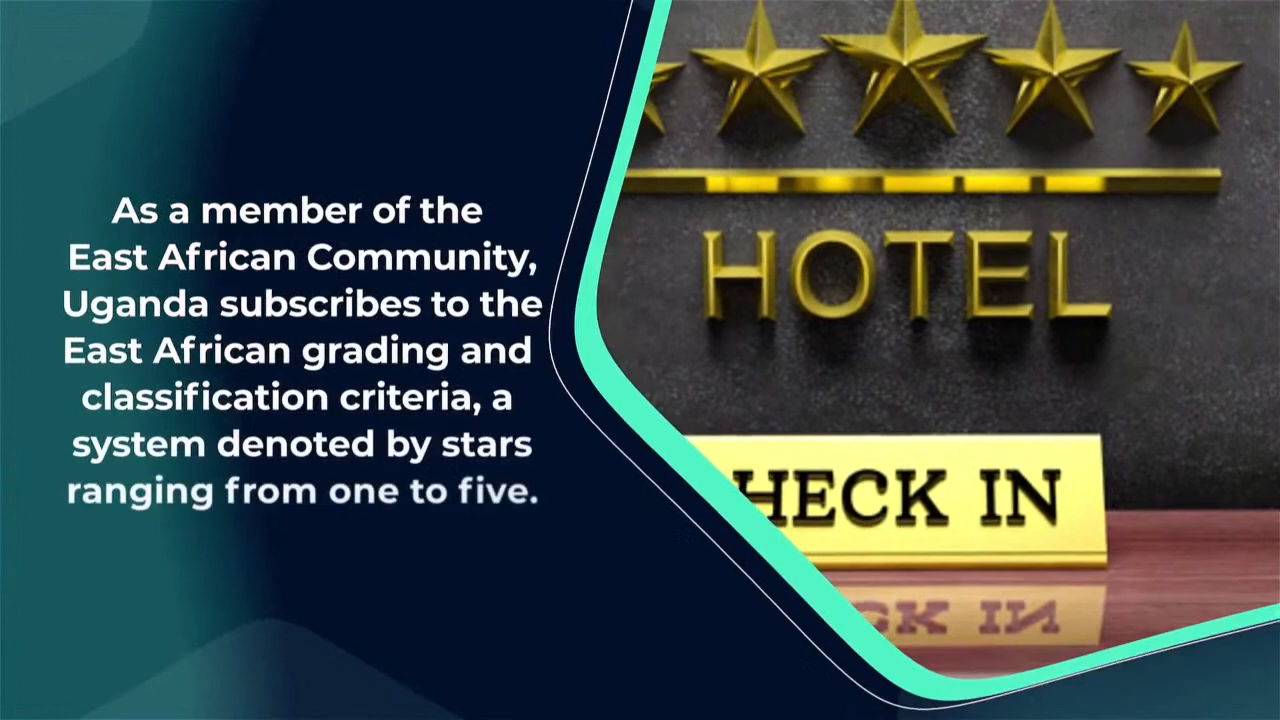 As a member of the
East African Community,
Uganda subscribes to the
East African grading and
classification criteria, a
system denoted by stars
ranging from one to five.
HOTEL
HECK IN